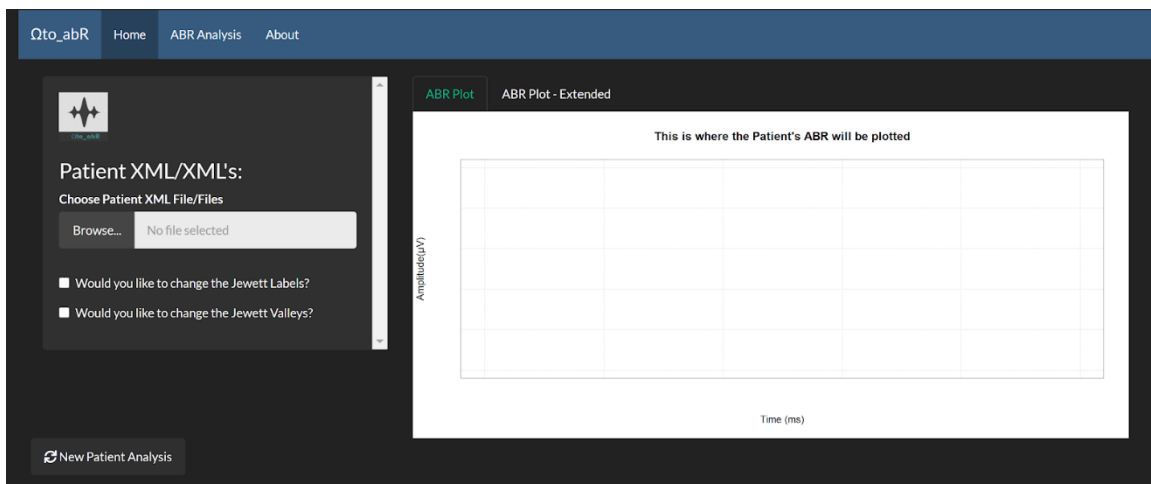 Ωto_abR Home ABR Analysis About
Patient XML/XML's:
Choose Patient XML File/Files
Browse... No file selected
Would you like to change the Jewett Labels?
Would you like to change the Jewett Valleys?
New Patient Analysis
ABR Plot ABR Plot - Extended
This is where the Patient's ABR will be plotted
Amplitude(μV)
Time (ms)